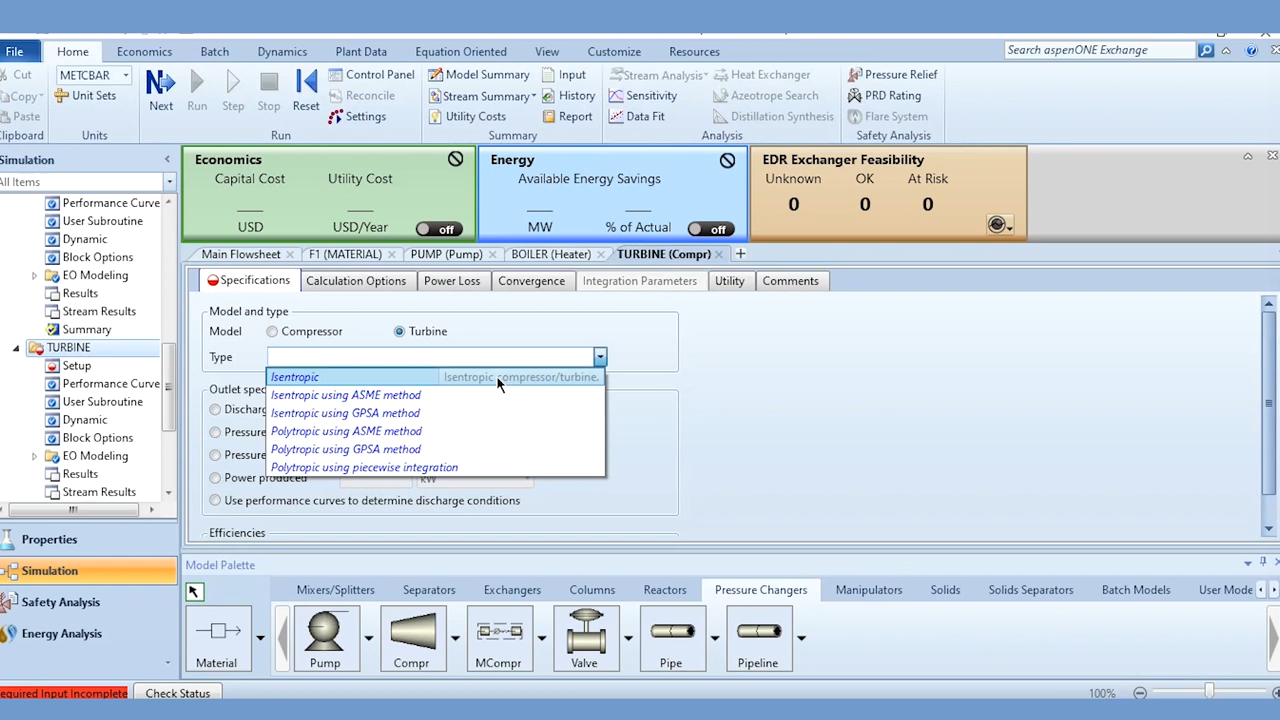 File Home Economics Batch Dynamics Plant Data Equation Oriented View Customize Resources Search aspenONE Exchange
Cut METCBAR Control Panel Model Summary Input Stream Analysis Heat Exchanger Pressure Relief
Copy Unit Sets Next Run Step Stop Reset Reconcile Stream Summary History Sensitivity Azeotrope Search PRD Rating
Paste Settings Utility Costs Report Data Fit Distillation Synthesis Flare System
Clipboard Units Run Summary Analysis Safety Analysis
Simulation Economics Energy EDR Exchanger Feasibility
All Items Capital Cost Utility Cost Available Energy Savings Unknown OK At Risk
0 0 0
USD USD/Year off MW % of Actual off
Performance Curve
User Subroutine
Dynamic
Block Options
EO Modeling
Results
Stream Results
Summary
TURBINE
Setup
Performance Curve
User Subroutine
Dynamic
Block Options
EO Modeling
Results
Stream Results
Main Flowsheet F1 (MATERIAL) PUMP (Pump) BOILER (Heater) TURBINE (Compr) +
Specifications Calculation Options Power Loss Convergence Integration Parameters Utility Comments
Model and type
Model Compressor Turbine
Type
Isentropic Isentropic compressor/turbine.
Isentropic using ASME method
Isentropic using GPSA method
Polytropic using ASME method
Polytropic using GPSA method
Polytropic using piecewise integration
Outlet spec
Discharg
Pressure
Pressure
Power produced kW
Use performance curves to determine discharge conditions
Efficiencies
Properties
Simulation
Safety Analysis
Energy Analysis
Model Palette
Mixers/Splitters Separators Exchangers Columns Reactors Pressure Changers Manipulators Solids Solids Separators Batch Models User Mode
Material Pump Compr MCompr Valve Pipe Pipeline
equired Input Incomplete Check Status 100%